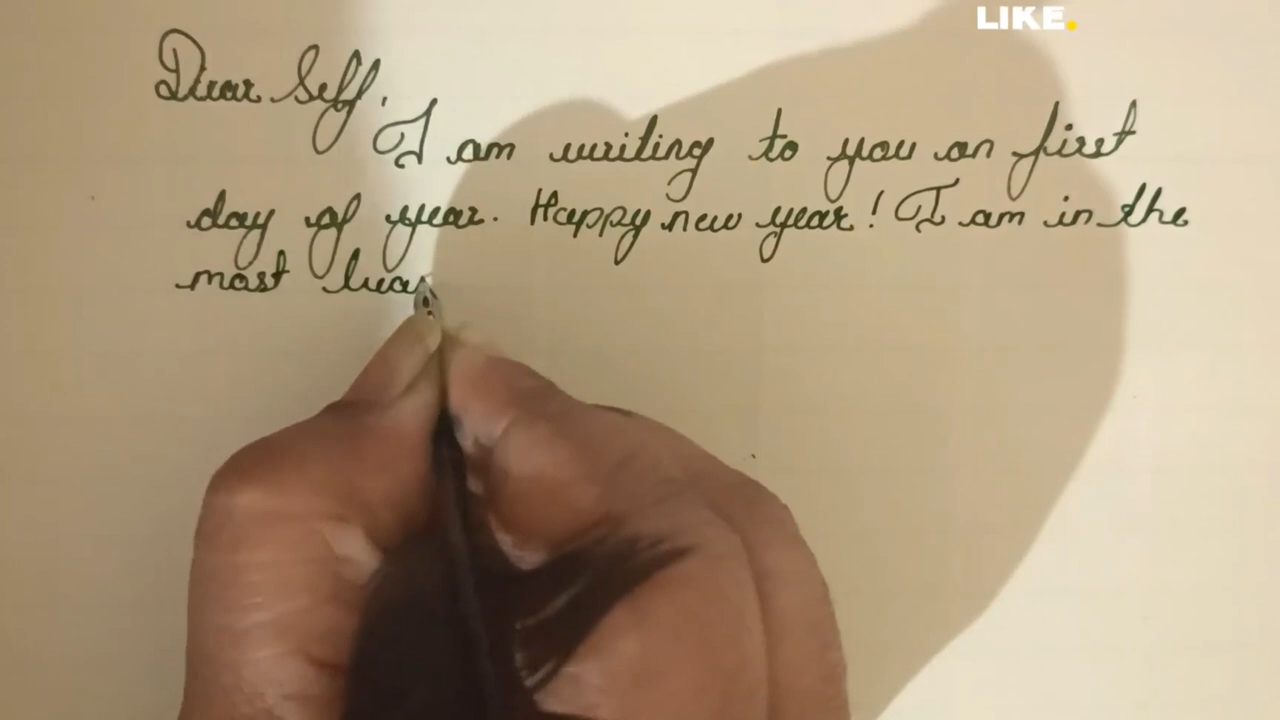 LIKE.
Dear Self,
I am writing to you on first
day of year. Happy new year! I am in the
most